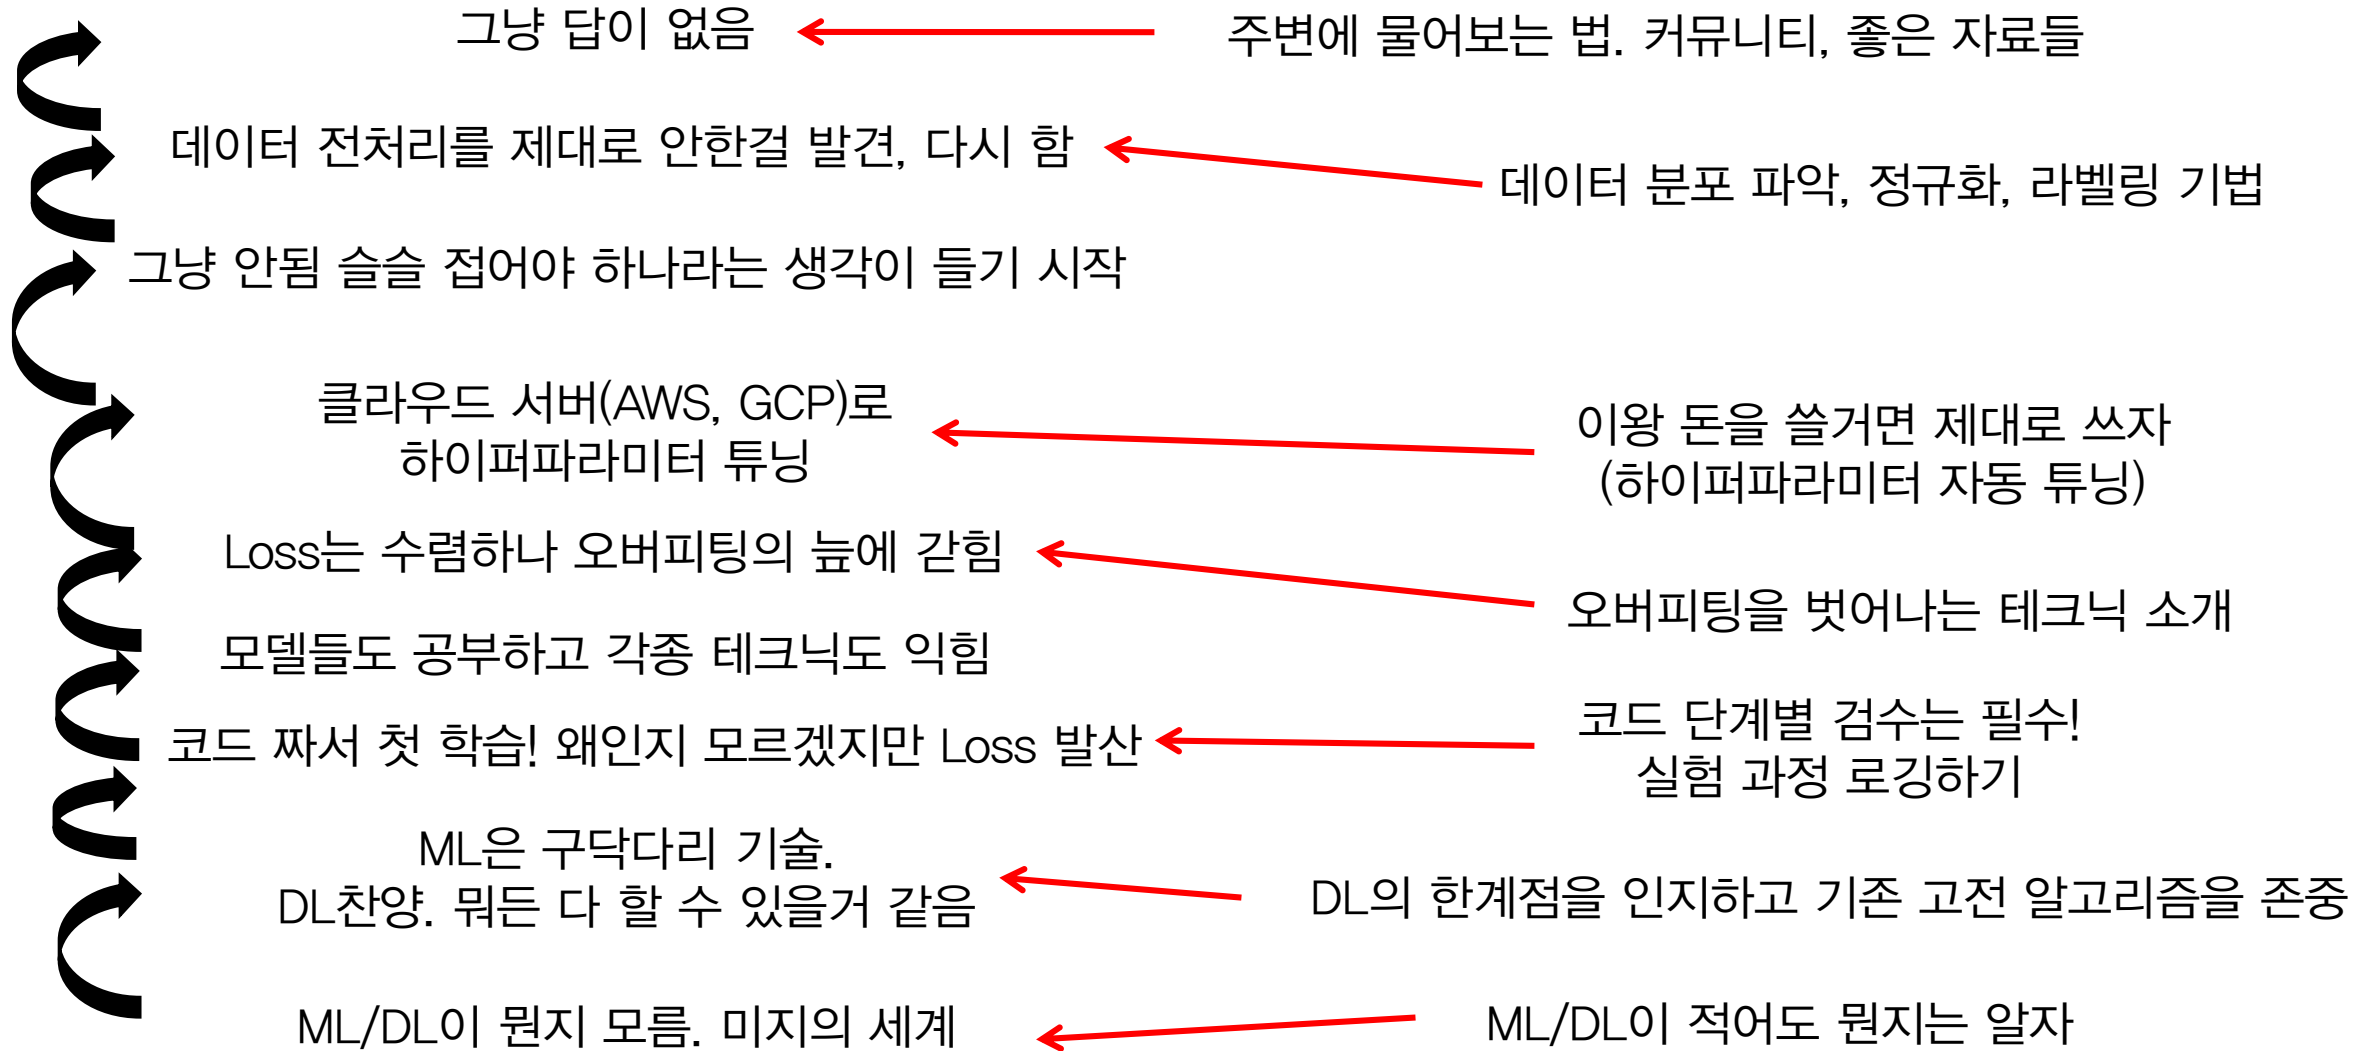 그냥 답이 없음
주변에 물어보는 법. 커뮤니티, 좋은 자료들
데이터 전처리를 제대로 안한걸 발견, 다시 함
데이터 분포 파악, 정규화, 라벨링 기법
그냥 안됨 슬슬 접어야 하나라는 생각이 들기 시작
클라우드 서버(AWS, GCP)로
하이퍼파라미터 튜닝
이왕 돈을 쓸거면 제대로 쓰자
(하이퍼파라미터 자동 튜닝)
Loss는 수렴하나 오버피팅의 늪에 갇힘
오버피팅을 벗어나는 테크닉 소개
모델들도 공부하고 각종 테크닉도 익힘
코드 짜서 첫 학습! 왜인지 모르겠지만 Loss 발산
코드 단계별 검수는 필수!
실험 과정 로깅하기
ML은 구닥다리 기술.
DL찬양. 뭐든 다 할 수 있을거 같음
DL의 한계점을 인지하고 기존 고전 알고리즘을 존중
ML/DL이 뭔지 모름. 미지의 세계
ML/DL이 적어도 뭔지는 알자